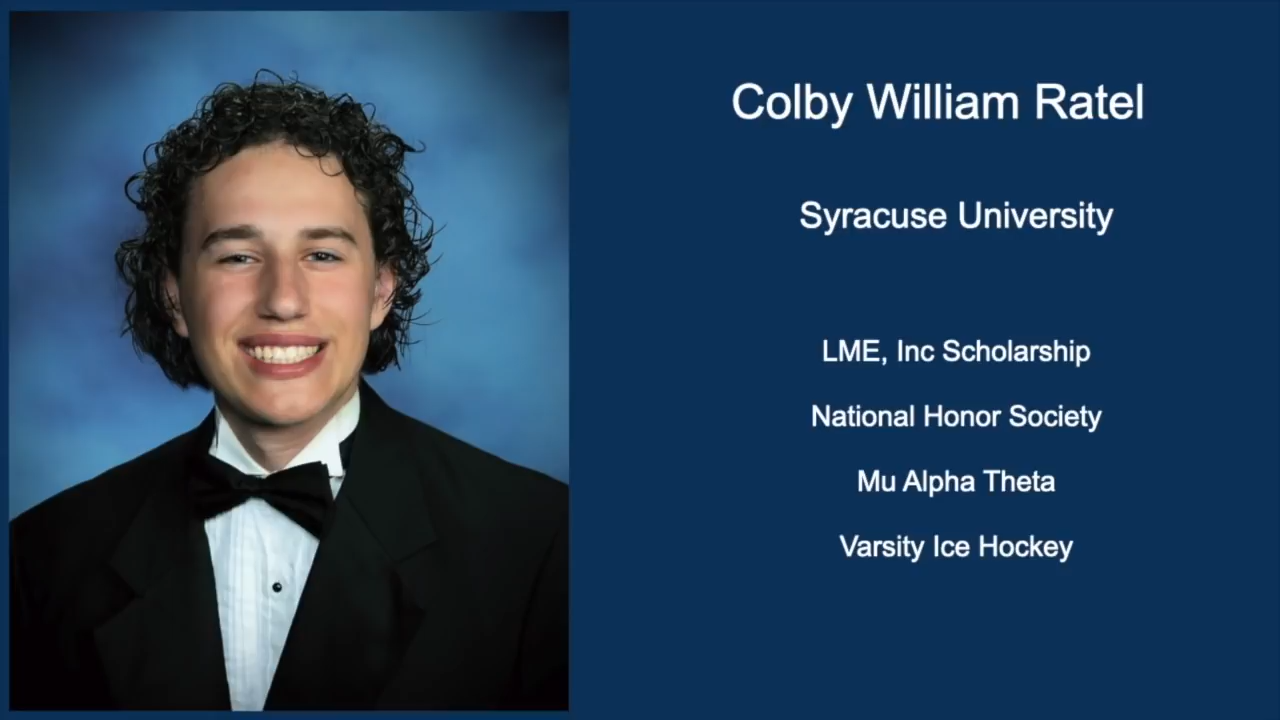 Colby William Ratel
Syracuse University
LME, Inc Scholarship
National Honor Society
Mu Alpha Theta
Varsity Ice Hockey